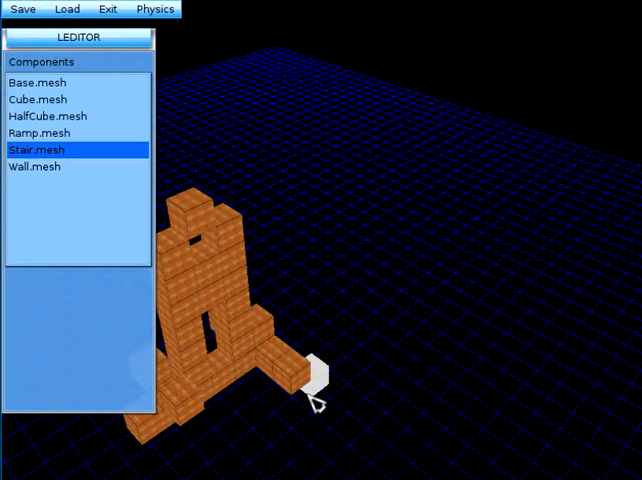 Save Load Exit Physics
LEDITOR
Components
Base.mesh
Cube.mesh
HalfCube.mesh
Ramp.mesh
Stair.mesh
Wall.mesh